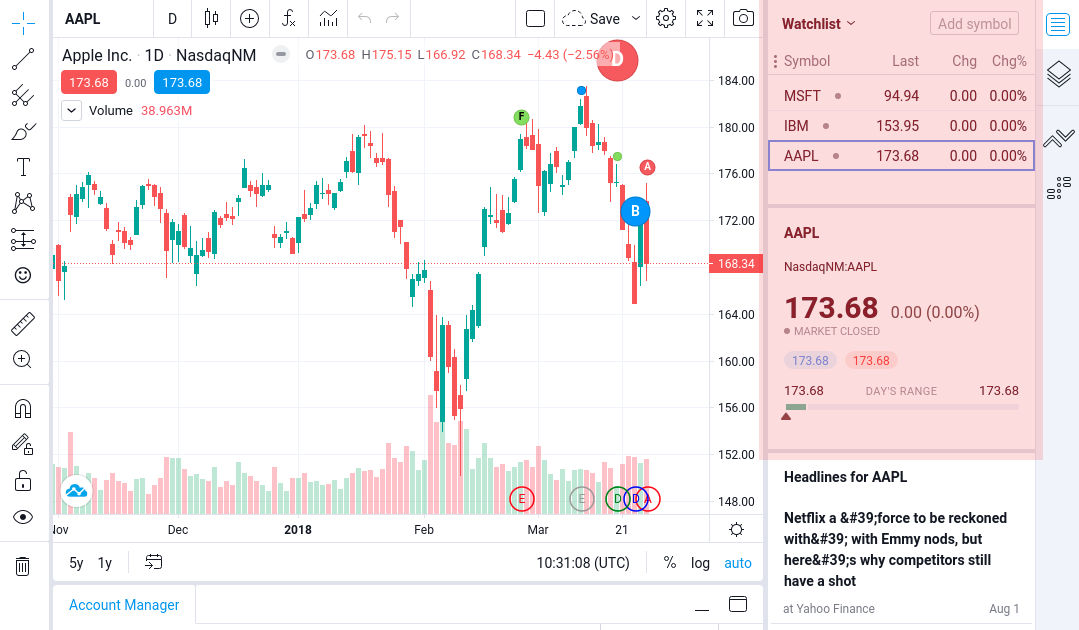 AAPL D Save
Apple Inc. · 1D · NasdaqNM
O173.68 H175.15 L166.92 C168.34 −4.43 (−2.56%)
D
173.68 0.00 173.68
Volume 38.963M
F
A
B
E E D D A
184.00
180.00
176.00
172.00
168.34
164.00
160.00
156.00
152.00
148.00
Nov Dec 2018 Feb Mar 21
5y 1y 10:31:08 (UTC) % log auto
Account Manager
Watchlist Add symbol
Symbol Last Chg Chg%
MSFT 94.94 0.00 0.00%
IBM 153.95 0.00 0.00%
AAPL 173.68 0.00 0.00%
AAPL
NasdaqNM:AAPL
173.68 0.00 (0.00%)
MARKET CLOSED
173.68 173.68
173.68 DAY'S RANGE 173.68
Headlines for AAPL
Netflix a &#39;force to be reckoned
with&#39; with Emmy nods, but
here&#39;s why competitors still
have a shot
at Yahoo Finance Aug 1